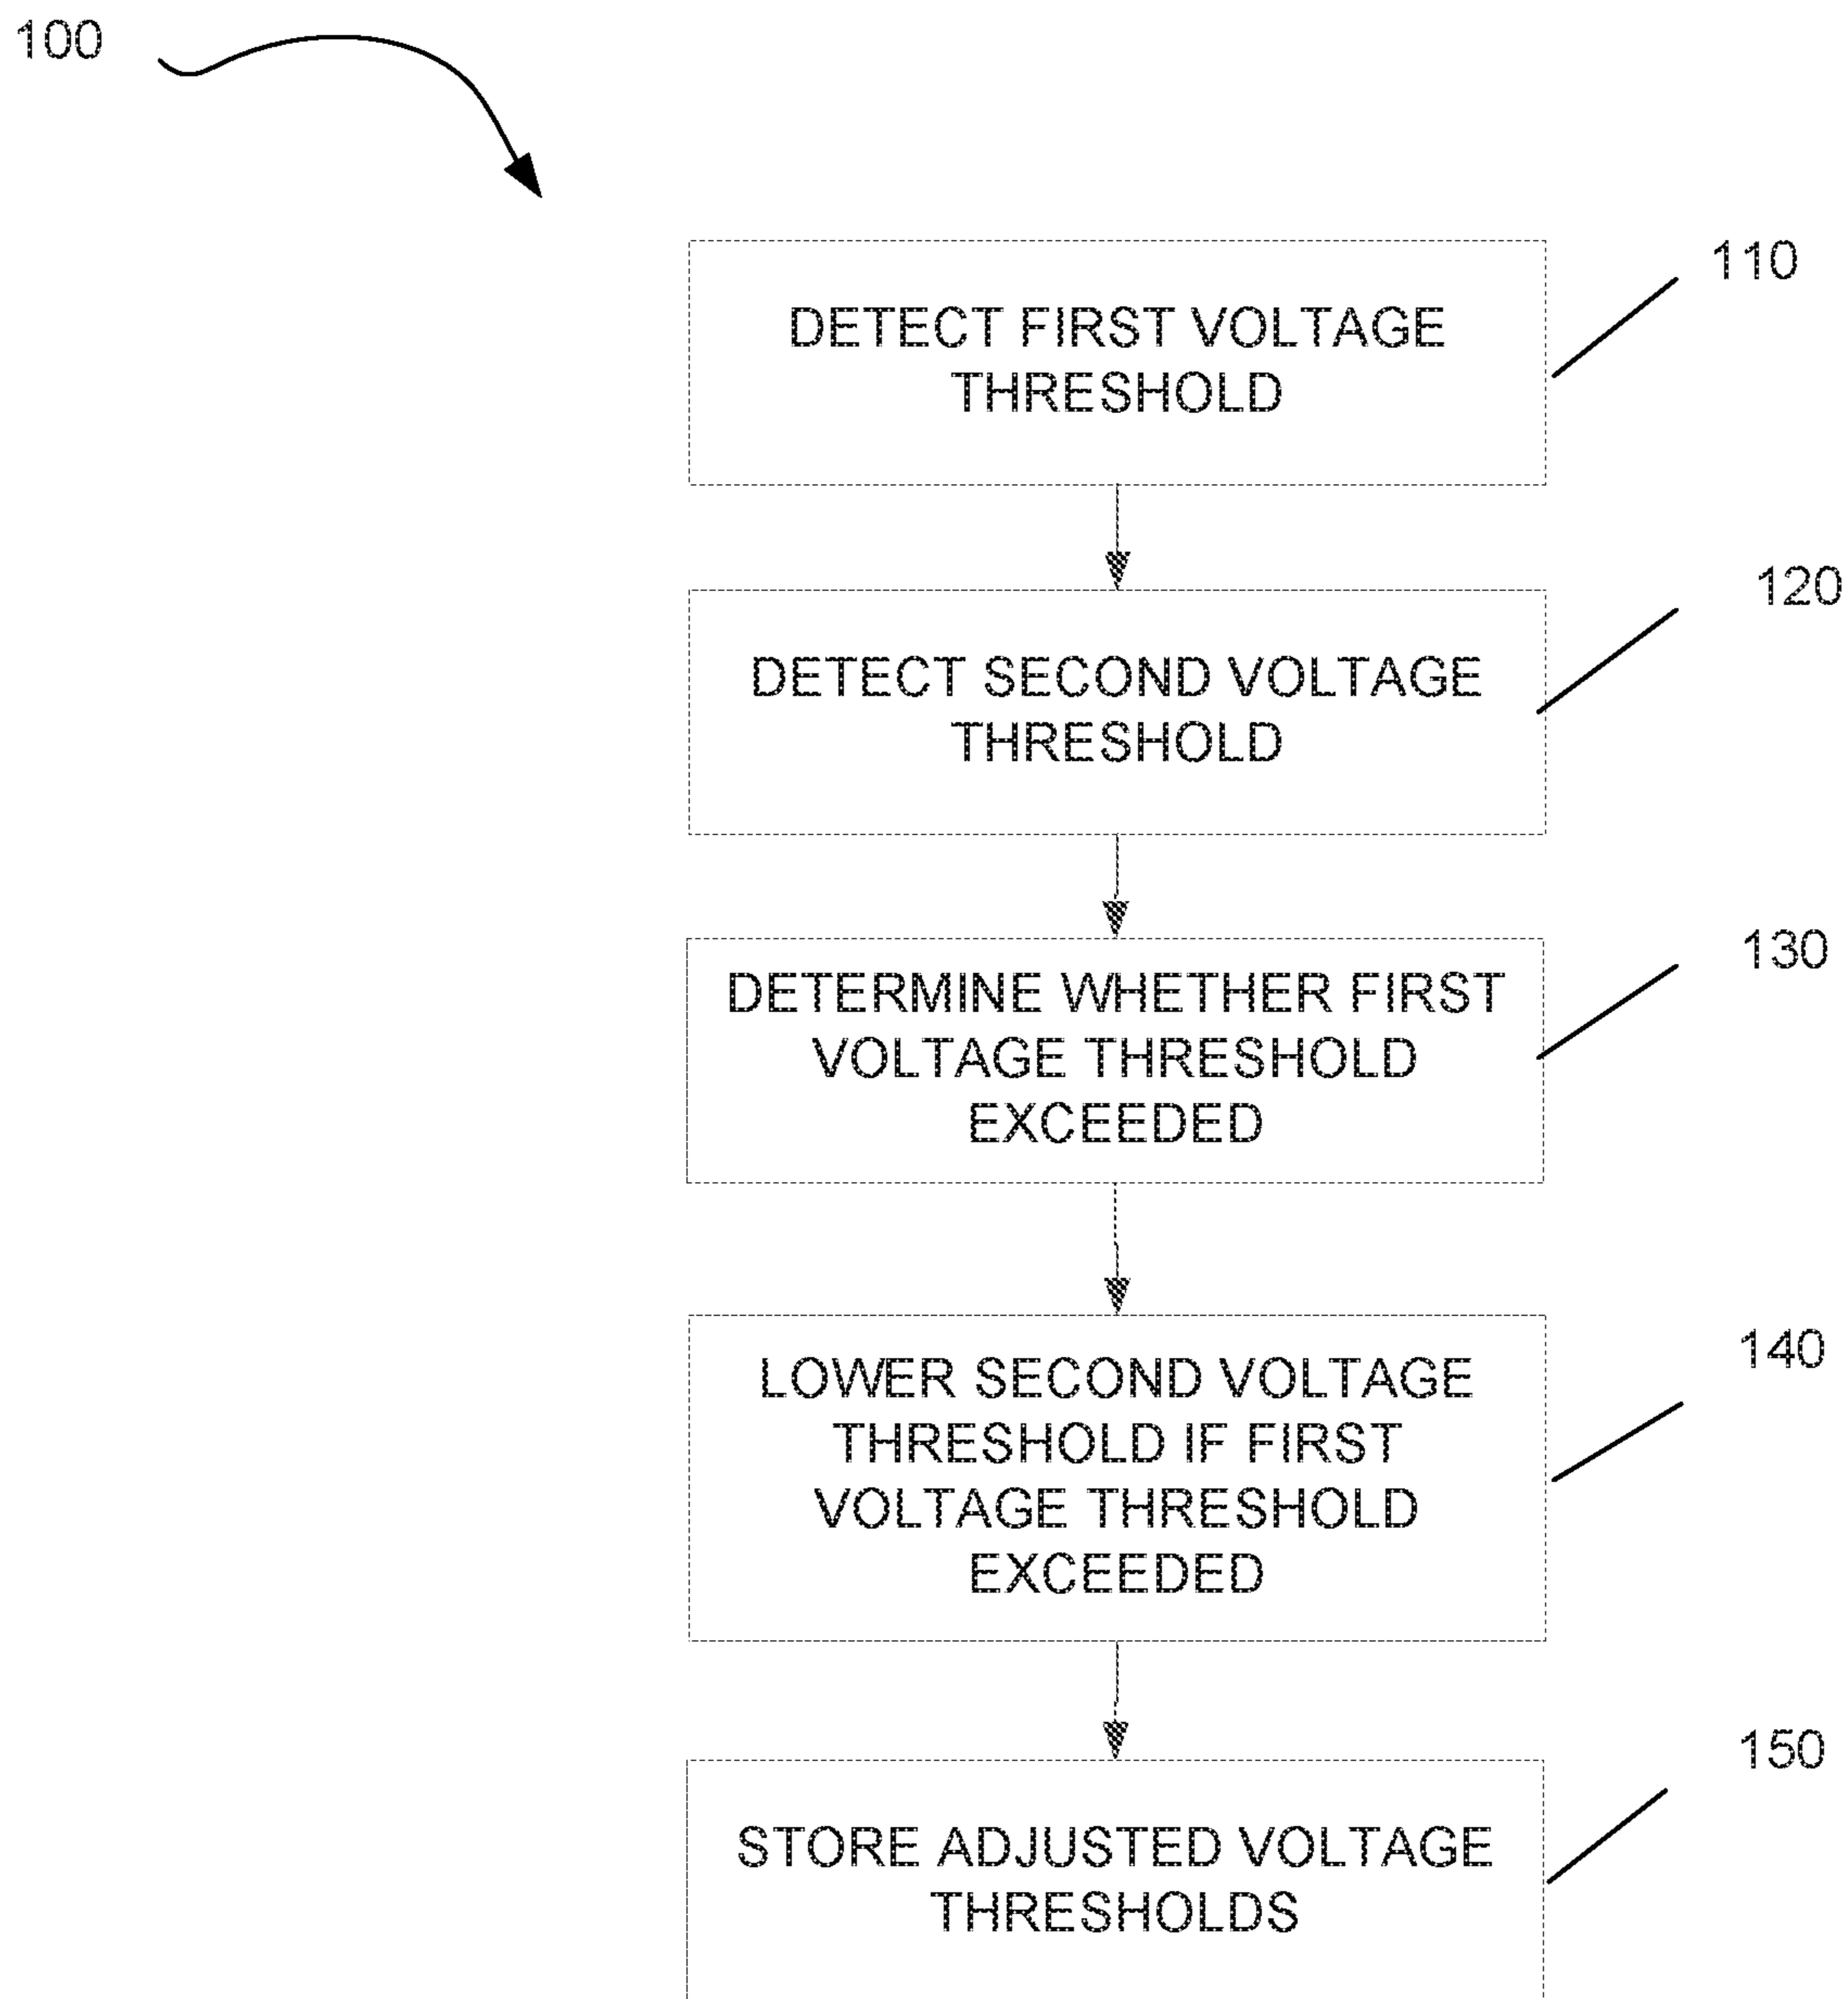 100
110
DETECT FIRST VOLTAGE
THRESHOLD
120
DETECT SECOND VOLTAGE
THRESHOLD
130
DETERMINE WHETHER FIRST
VOLTAGE THRESHOLD
EXCEEDED
140
LOWER SECOND VOLTAGE
THRESHOLD IF FIRST
VOLTAGE THRESHOLD
EXCEEDED
150
STORE ADJUSTED VOLTAGE
THRESHOLDS